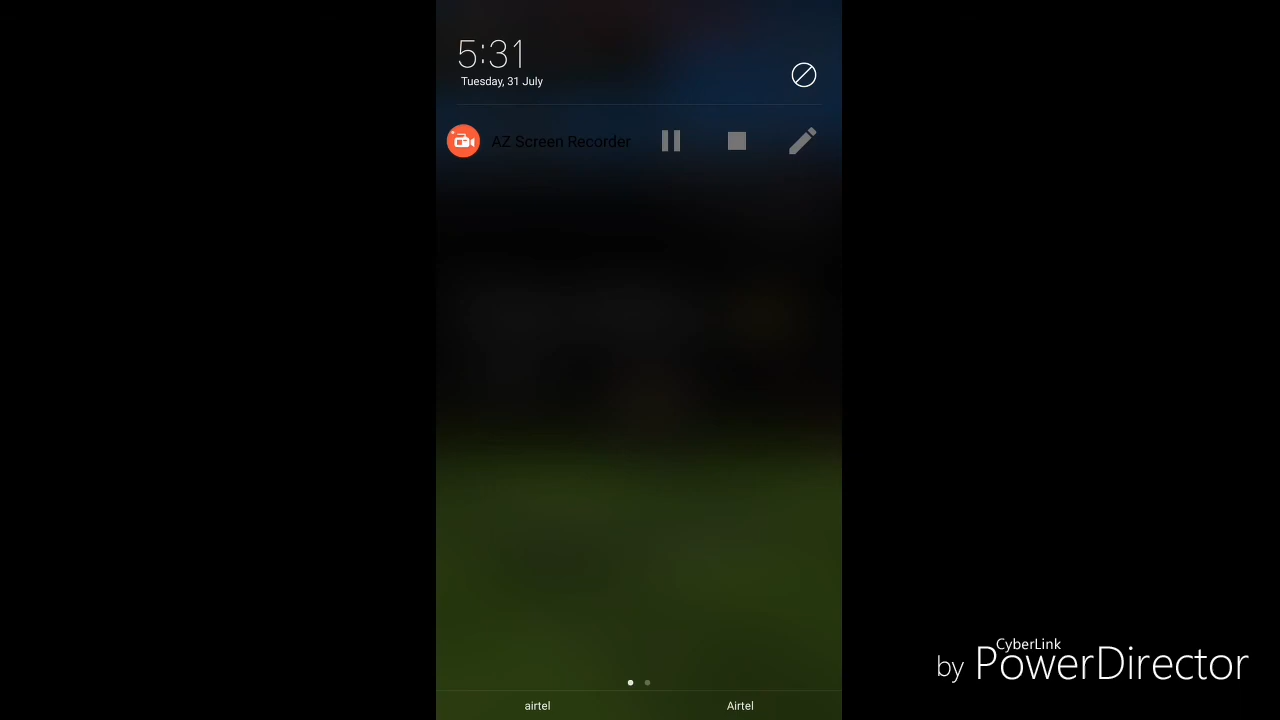 5:31
Tuesday, 31 July
AZ Screen Recorder
CyberLink
by PowerDirector
airtel Airtel